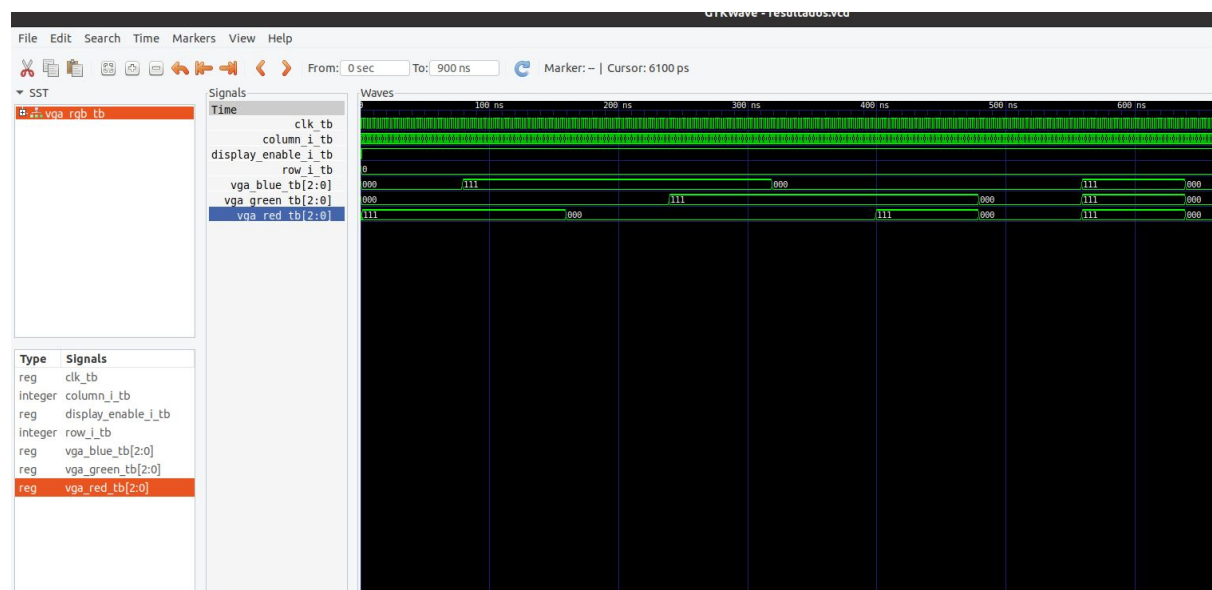 GTKWave - resultados.vcd
File Edit Search Time Markers View Help
From: 0 sec To: 900 ns Marker: -- | Cursor: 6100 ps
SST
vga_rgb_tb
Signals
Time
clk_tb
column_i_tb
display_enable_i_tb
row_i_tb
vga_blue_tb[2:0]
vga_green_tb[2:0]
vga_red_tb[2:0]
Waves
100 ns 200 ns 300 ns 400 ns 500 ns 600 ns
0
000 111 000 111 000
000 111 000 111 000
111 000 111 000 111 000
Type Signals
reg clk_tb
integer column_i_tb
reg display_enable_i_tb
integer row_i_tb
reg vga_blue_tb[2:0]
reg vga_green_tb[2:0]
reg vga_red_tb[2:0]